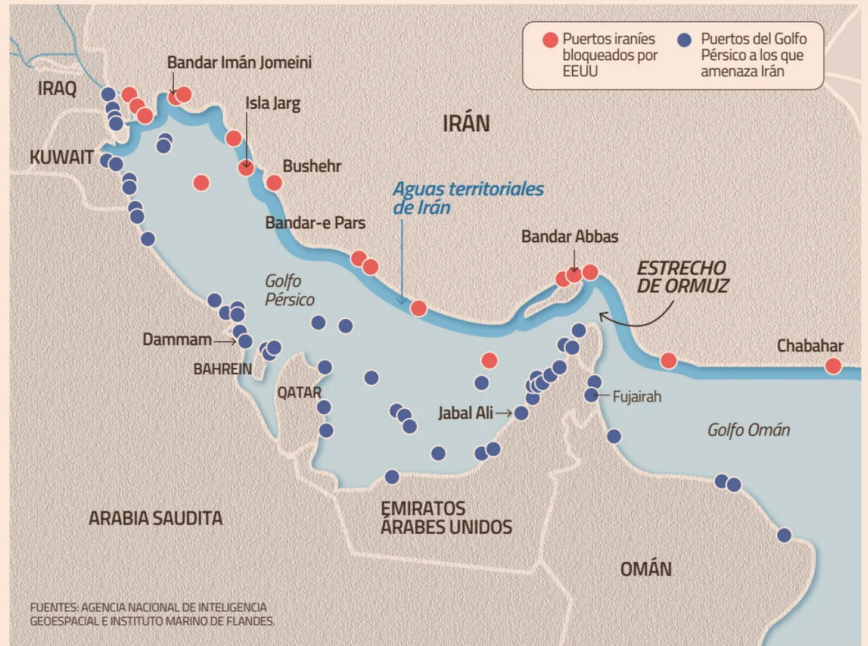 Puertos iraníes
bloqueados por
EEUU
Puertos del Golfo
Pérsico a los que
amenaza Irán
Bandar Imán Jomeini
IRAQ
Isla Jarg
IRÁN
KUWAIT
Bushehr
Aguas territoriales
de Irán
Bandar-e Pars
Bandar Abbas
ESTRECHO
DE ORMUZ
Golfo
Pérsico
Dammam
Chabahar
BAHREIN
QATAR
Fujairah
Jabal Ali
Golfo Omán
EMIRATOS
ÁRABES UNIDOS
ARABIA SAUDITA
OMÁN
FUENTES: AGENCIA NACIONAL DE INTELIGENCIA
GEOESPACIAL E INSTITUTO MARINO DE FLANDES.